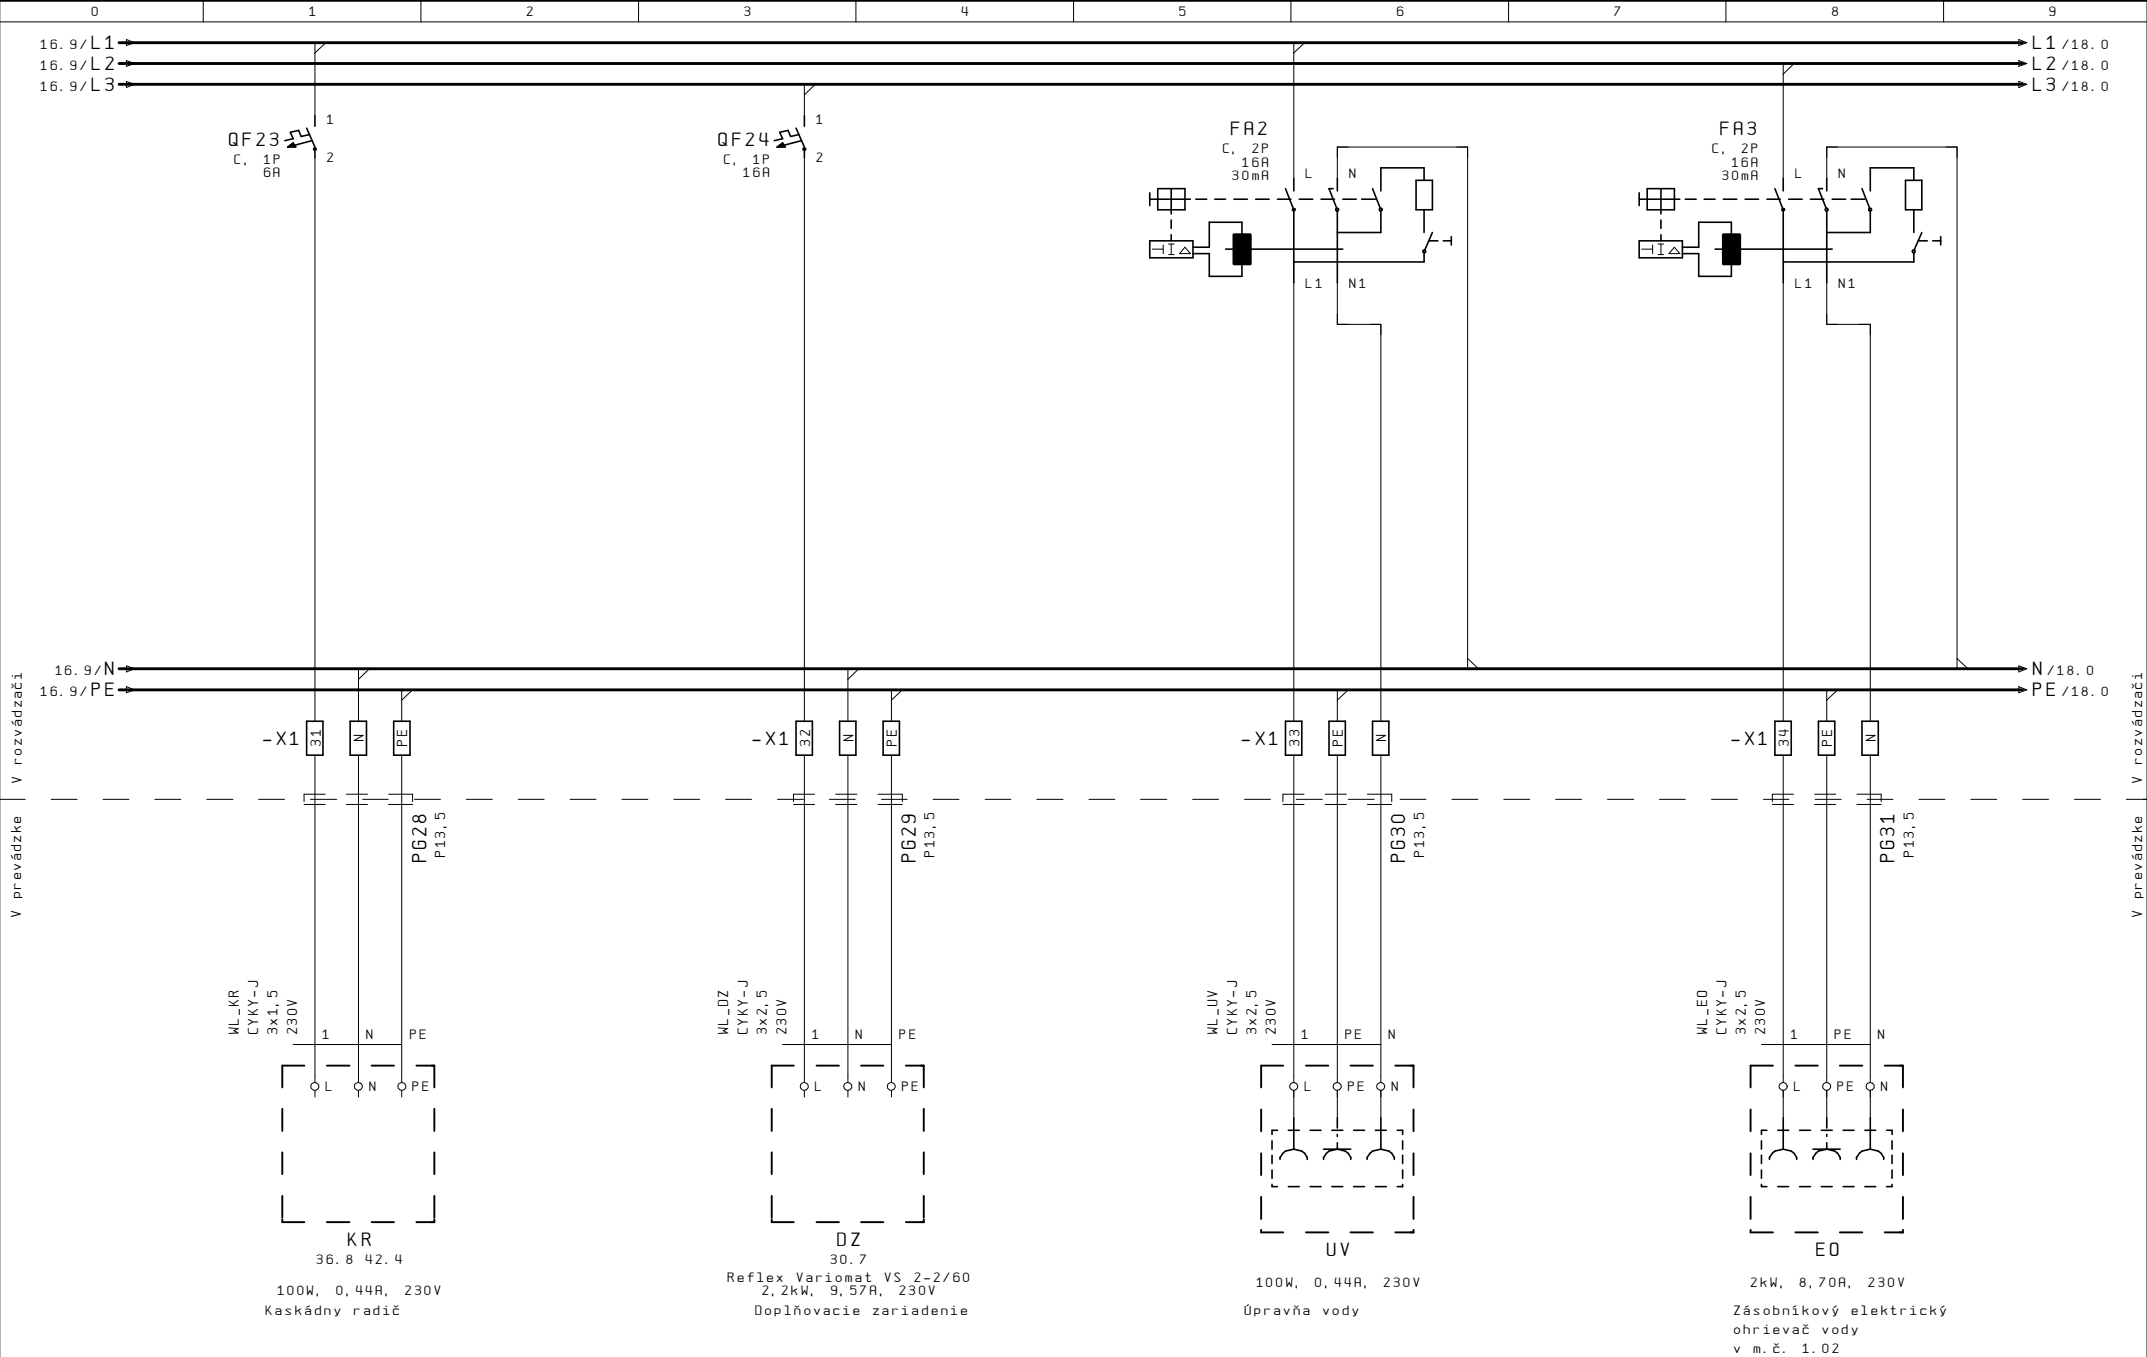 0 1 2 3 4 5 6 7 8 9
16.9/L1 L1/18.0
16.9/L2 L2/18.0
16.9/L3 L3/18.0
QF23
C, 1P
6A
1
2
QF24
C, 1P
16A
1
2
FA2
C, 2P
16A
30mA
L N
L1 N1
FA3
C, 2P
16A
30mA
L N
L1 N1
16.9/N N/18.0
16.9/PE PE/18.0
V rozvádzači
V prevádzke
V rozvádzači
V prevádzke
-X1 31 N PE
-X1 32 N PE
-X1 33 PE N
-X1 34 PE N
PG28
P13,5
PG29
P13,5
PG30
P13,5
PG31
P13,5
WL_KR
CYKY-J
3x1,5
230V
1 N PE
L N PE
WL_DZ
CYKY-J
3x2,5
230V
1 N PE
L N PE
WL_UV
CYKY-J
3x2,5
230V
1 PE N
L PE N
WL_EO
CYKY-J
3x2,5
230V
1 PE N
L PE N
KR
36.8 42.4
100W, 0,44A, 230V
Kaskádny radič
DZ
30.7
Reflex Variomat VS 2-2/60
2,2kW, 9,57A, 230V
Doplňovacie zariadenie
UV
100W, 0,44A, 230V
Úpravňa vody
EO
2kW, 8,70A, 230V
Zásobníkový elektrický
ohrievač vody
v m.č. 1.02